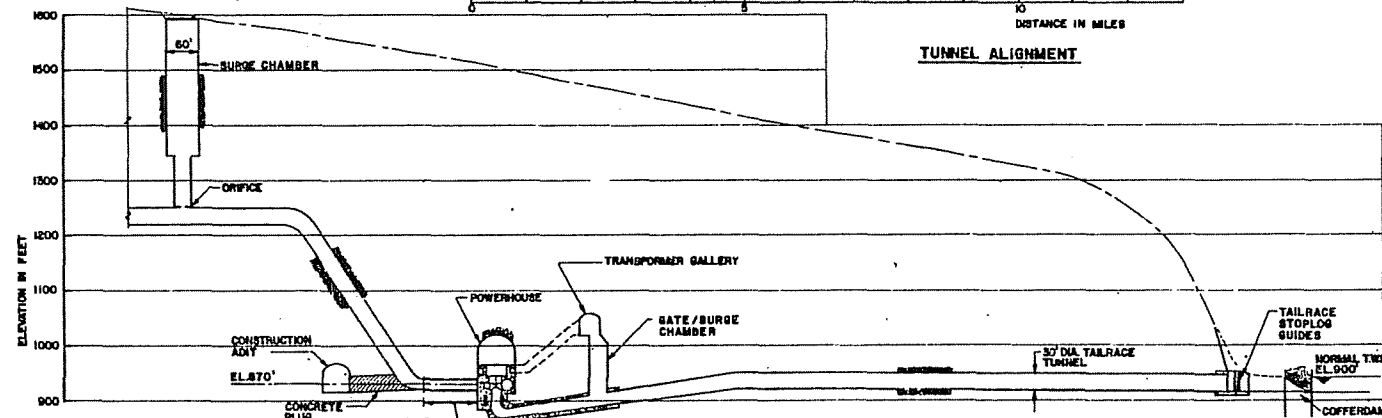 0 5 10
DISTANCE IN MILES
TUNNEL ALIGNMENT
1600
1500
1400
1300
1200
1100
1000
900
ELEVATION IN FEET
60'
SURGE CHAMBER
ORIFICE
TRANSFORMER GALLERY
POWERHOUSE
GATE/SURGE
CHAMBER
CONSTRUCTION
ADIT
EL.870'
CONCRETE
PLUG
30' DIA. TAILRACE
TUNNEL
TAILRACE
STOPLOG
GUIDES
NORMAL T.W.
EL.900'
COFFERDAM